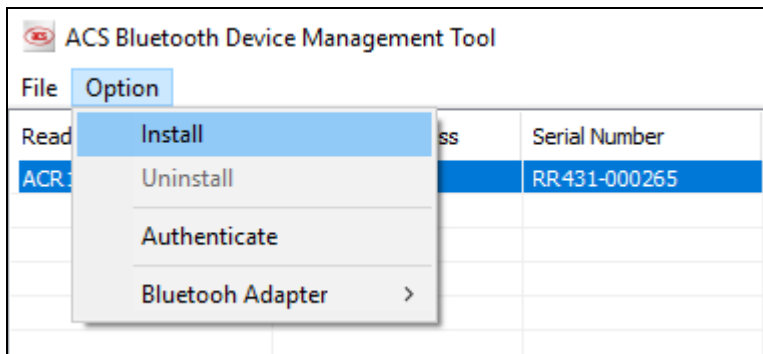 ACS Bluetooth Device Management Tool
File Option
Read Install ss Serial Number
ACR Uninstall RR431-000265
Authenticate
Bluetooh Adapter >